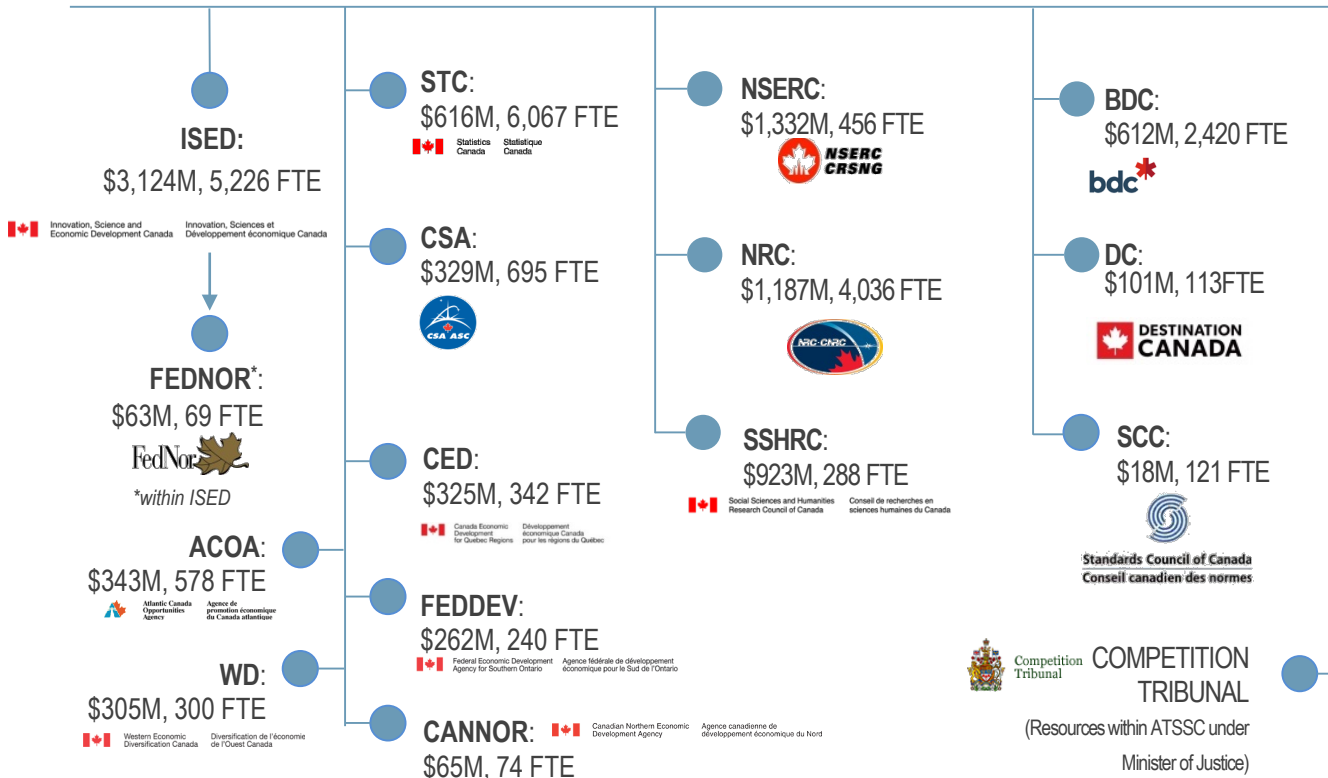 ISED:
$3,124M, 5,226 FTE
Innovation, Science and Innovation, Sciences et
Economic Development Canada Développement économique Canada
FEDNOR*:
$63M, 69 FTE
FedNor
*within ISED
ACOA:
$343M, 578 FTE
Atlantic Canada Agence de
Opportunities promotion économique
Agency du Canada atlantique
WD:
$305M, 300 FTE
Western Economic Diversification de l'économie
Diversification Canada de l'Ouest Canada
STC:
$616M, 6,067 FTE
Statistics Statistique
Canada Canada
CSA:
$329M, 695 FTE
CSA ASC
CED:
$325M, 342 FTE
Canada Economic Développement
Development économique Canada
for Quebec Regions pour les régions du Québec
FEDDEV:
$262M, 240 FTE
Federal Economic Development Agence fédérale de développement
Agency for Southern Ontario économique pour le Sud de l'Ontario
CANNOR:
Canadian Northern Economic Agence canadienne de
Development Agency développement économique du Nord
$65M, 74 FTE
NSERC:
$1,332M, 456 FTE
NSERC
CRSNG
NRC:
$1,187M, 4,036 FTE
NRC·CNRC
SSHRC:
$923M, 288 FTE
Social Sciences and Humanities Conseil de recherches en
Research Council of Canada sciences humaines du Canada
BDC:
$612M, 2,420 FTE
bdc*
DC:
$101M, 113FTE
DESTINATION
CANADA
SCC:
$18M, 121 FTE
Standards Council of Canada
Conseil canadien des normes
Competition
Tribunal
COMPETITION
TRIBUNAL
(Resources within ATSSC under
Minister of Justice)